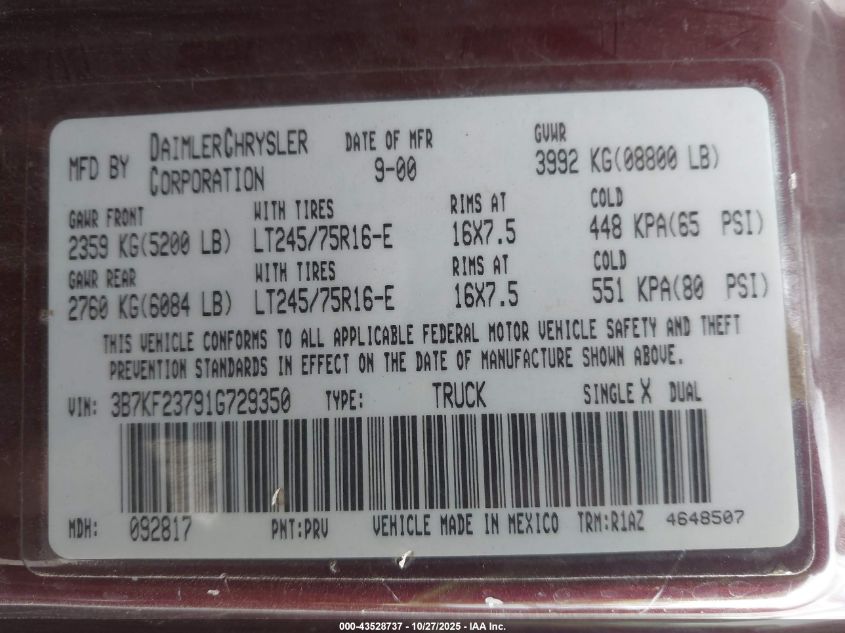 MFD BY DAIMLERCHRYSLER CORPORATION DATE OF MFR 9-00 GVWR 3992 KG(08800 LB)
GAWR FRONT WITH TIRES RIMS AT COLD
2359 KG(5200 LB) LT245/75R16-E 16X7.5 448 KPA(65 PSI)
GAWR REAR WITH TIRES RIMS AT COLD
2760 KG(6084 LB) LT245/75R16-E 16X7.5 551 KPA(80 PSI)
THIS VEHICLE CONFORMS TO ALL APPLICABLE FEDERAL MOTOR VEHICLE SAFETY AND THEFT
PREVENTION STANDARDS IN EFFECT ON THE DATE OF MANUFACTURE SHOWN ABOVE.
VIN: 3B7KF23791G729350 TYPE: TRUCK SINGLE X DUAL
MDH: 092817 PNT:PRV VEHICLE MADE IN MEXICO TRM:R1AZ 4648507
000-43528737 - 10/27/2025 - IAA Inc.